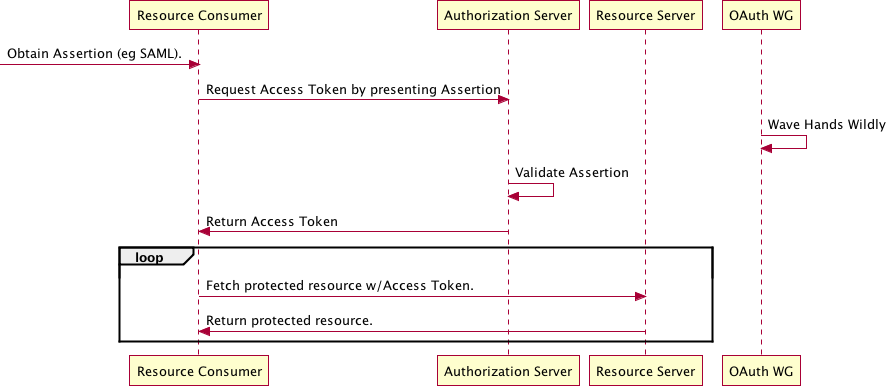 Resource Consumer
Authorization Server
Resource Server
OAuth WG
Obtain Assertion (eg SAML).
Request Access Token by presenting Assertion
Wave Hands Wildly
Validate Assertion
Return Access Token
loop
Fetch protected resource w/Access Token.
Return protected resource.
Resource Consumer
Authorization Server
Resource Server
OAuth WG